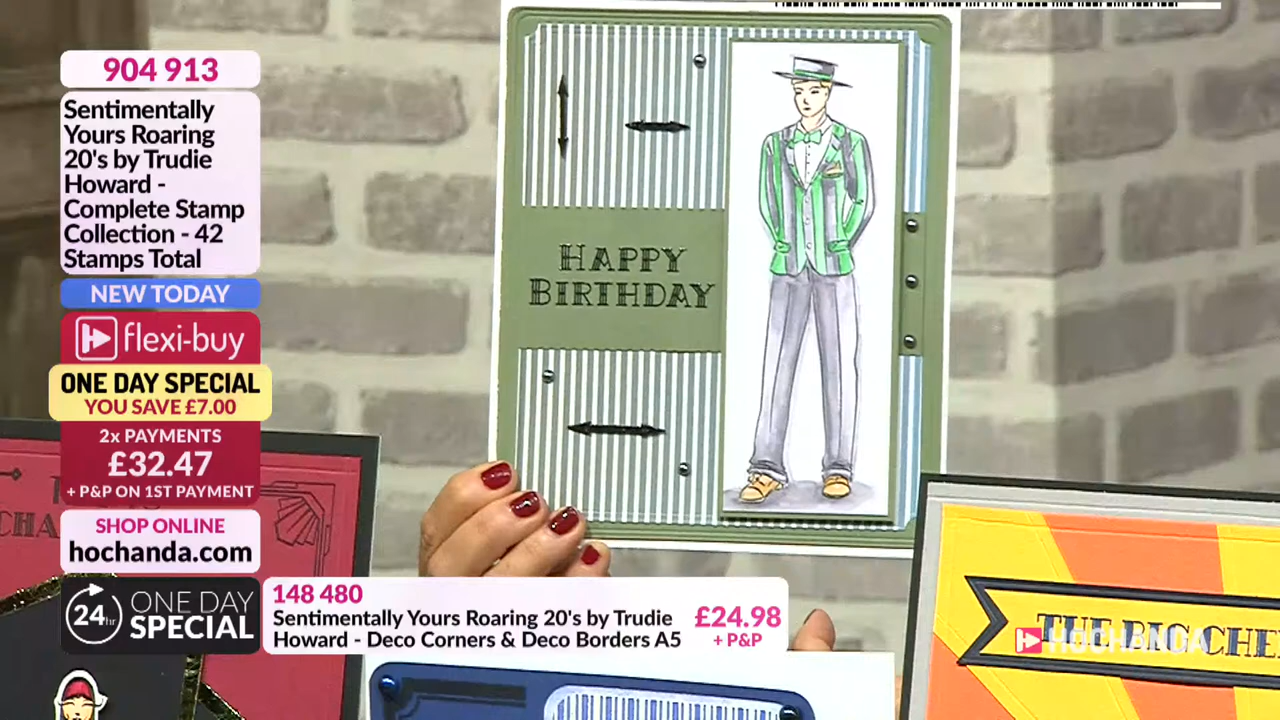 904 913
Sentimentally
Yours Roaring
20's by Trudie
Howard -
Complete Stamp
Collection - 42
Stamps Total
NEW TODAY
flexi-buy
ONE DAY SPECIAL
YOU SAVE £7.00
2x PAYMENTS
£32.47
+ P&P ON 1ST PAYMENT
SHOP ONLINE
hochanda.com
24hr
ONE DAY
SPECIAL
148 480
Sentimentally Yours Roaring 20's by Trudie
Howard - Deco Corners & Deco Borders A5
£24.98
+ P&P
HAPPY
BIRTHDAY
THE BIG CHE
HOCHANDA